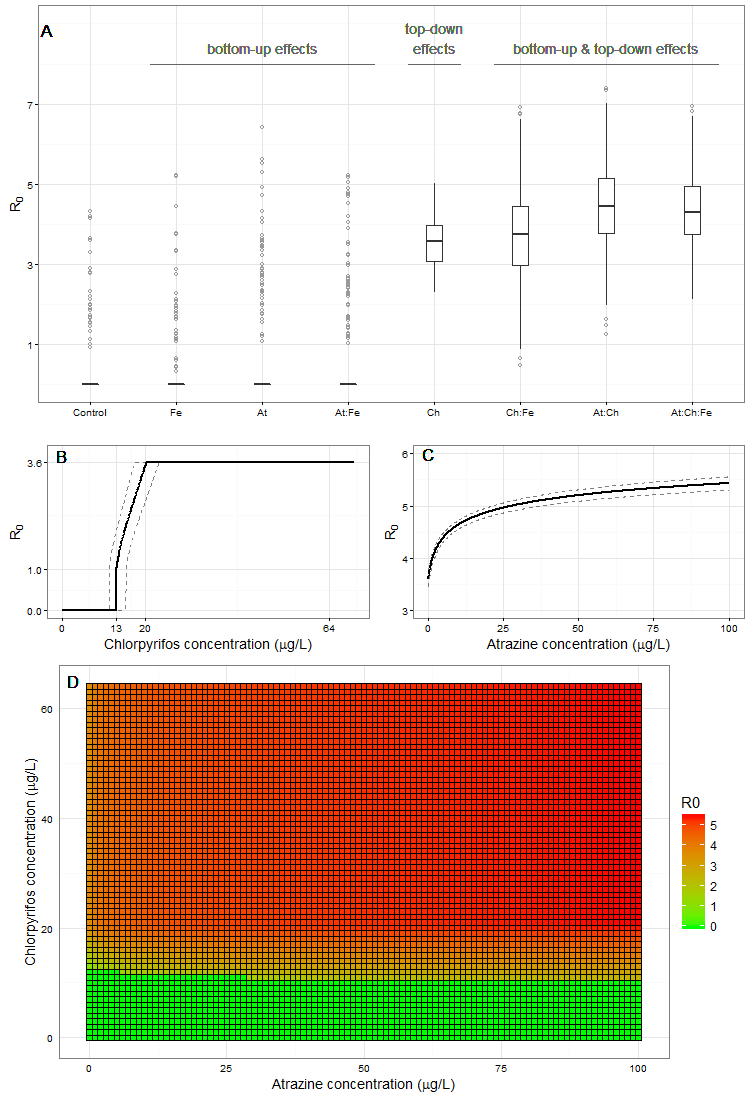 A
bottom-up effects
top-down
effects
bottom-up & top-down effects
R0
7
5
3
1
Control
Fe
At
At:Fe
Ch
Ch:Fe
At:Ch
At:Ch:Fe
B
R0
3.6
1.0
0.0
0
13
20
64
Chlorpyrifos concentration (µg/L)
C
R0
6
5
4
3
0
25
50
75
100
Atrazine concentration (µg/L)
D
Chlorpyrifos concentration (µg/L)
60
40
20
0
0
25
50
75
100
Atrazine concentration (µg/L)
R0
5
4
3
2
1
0